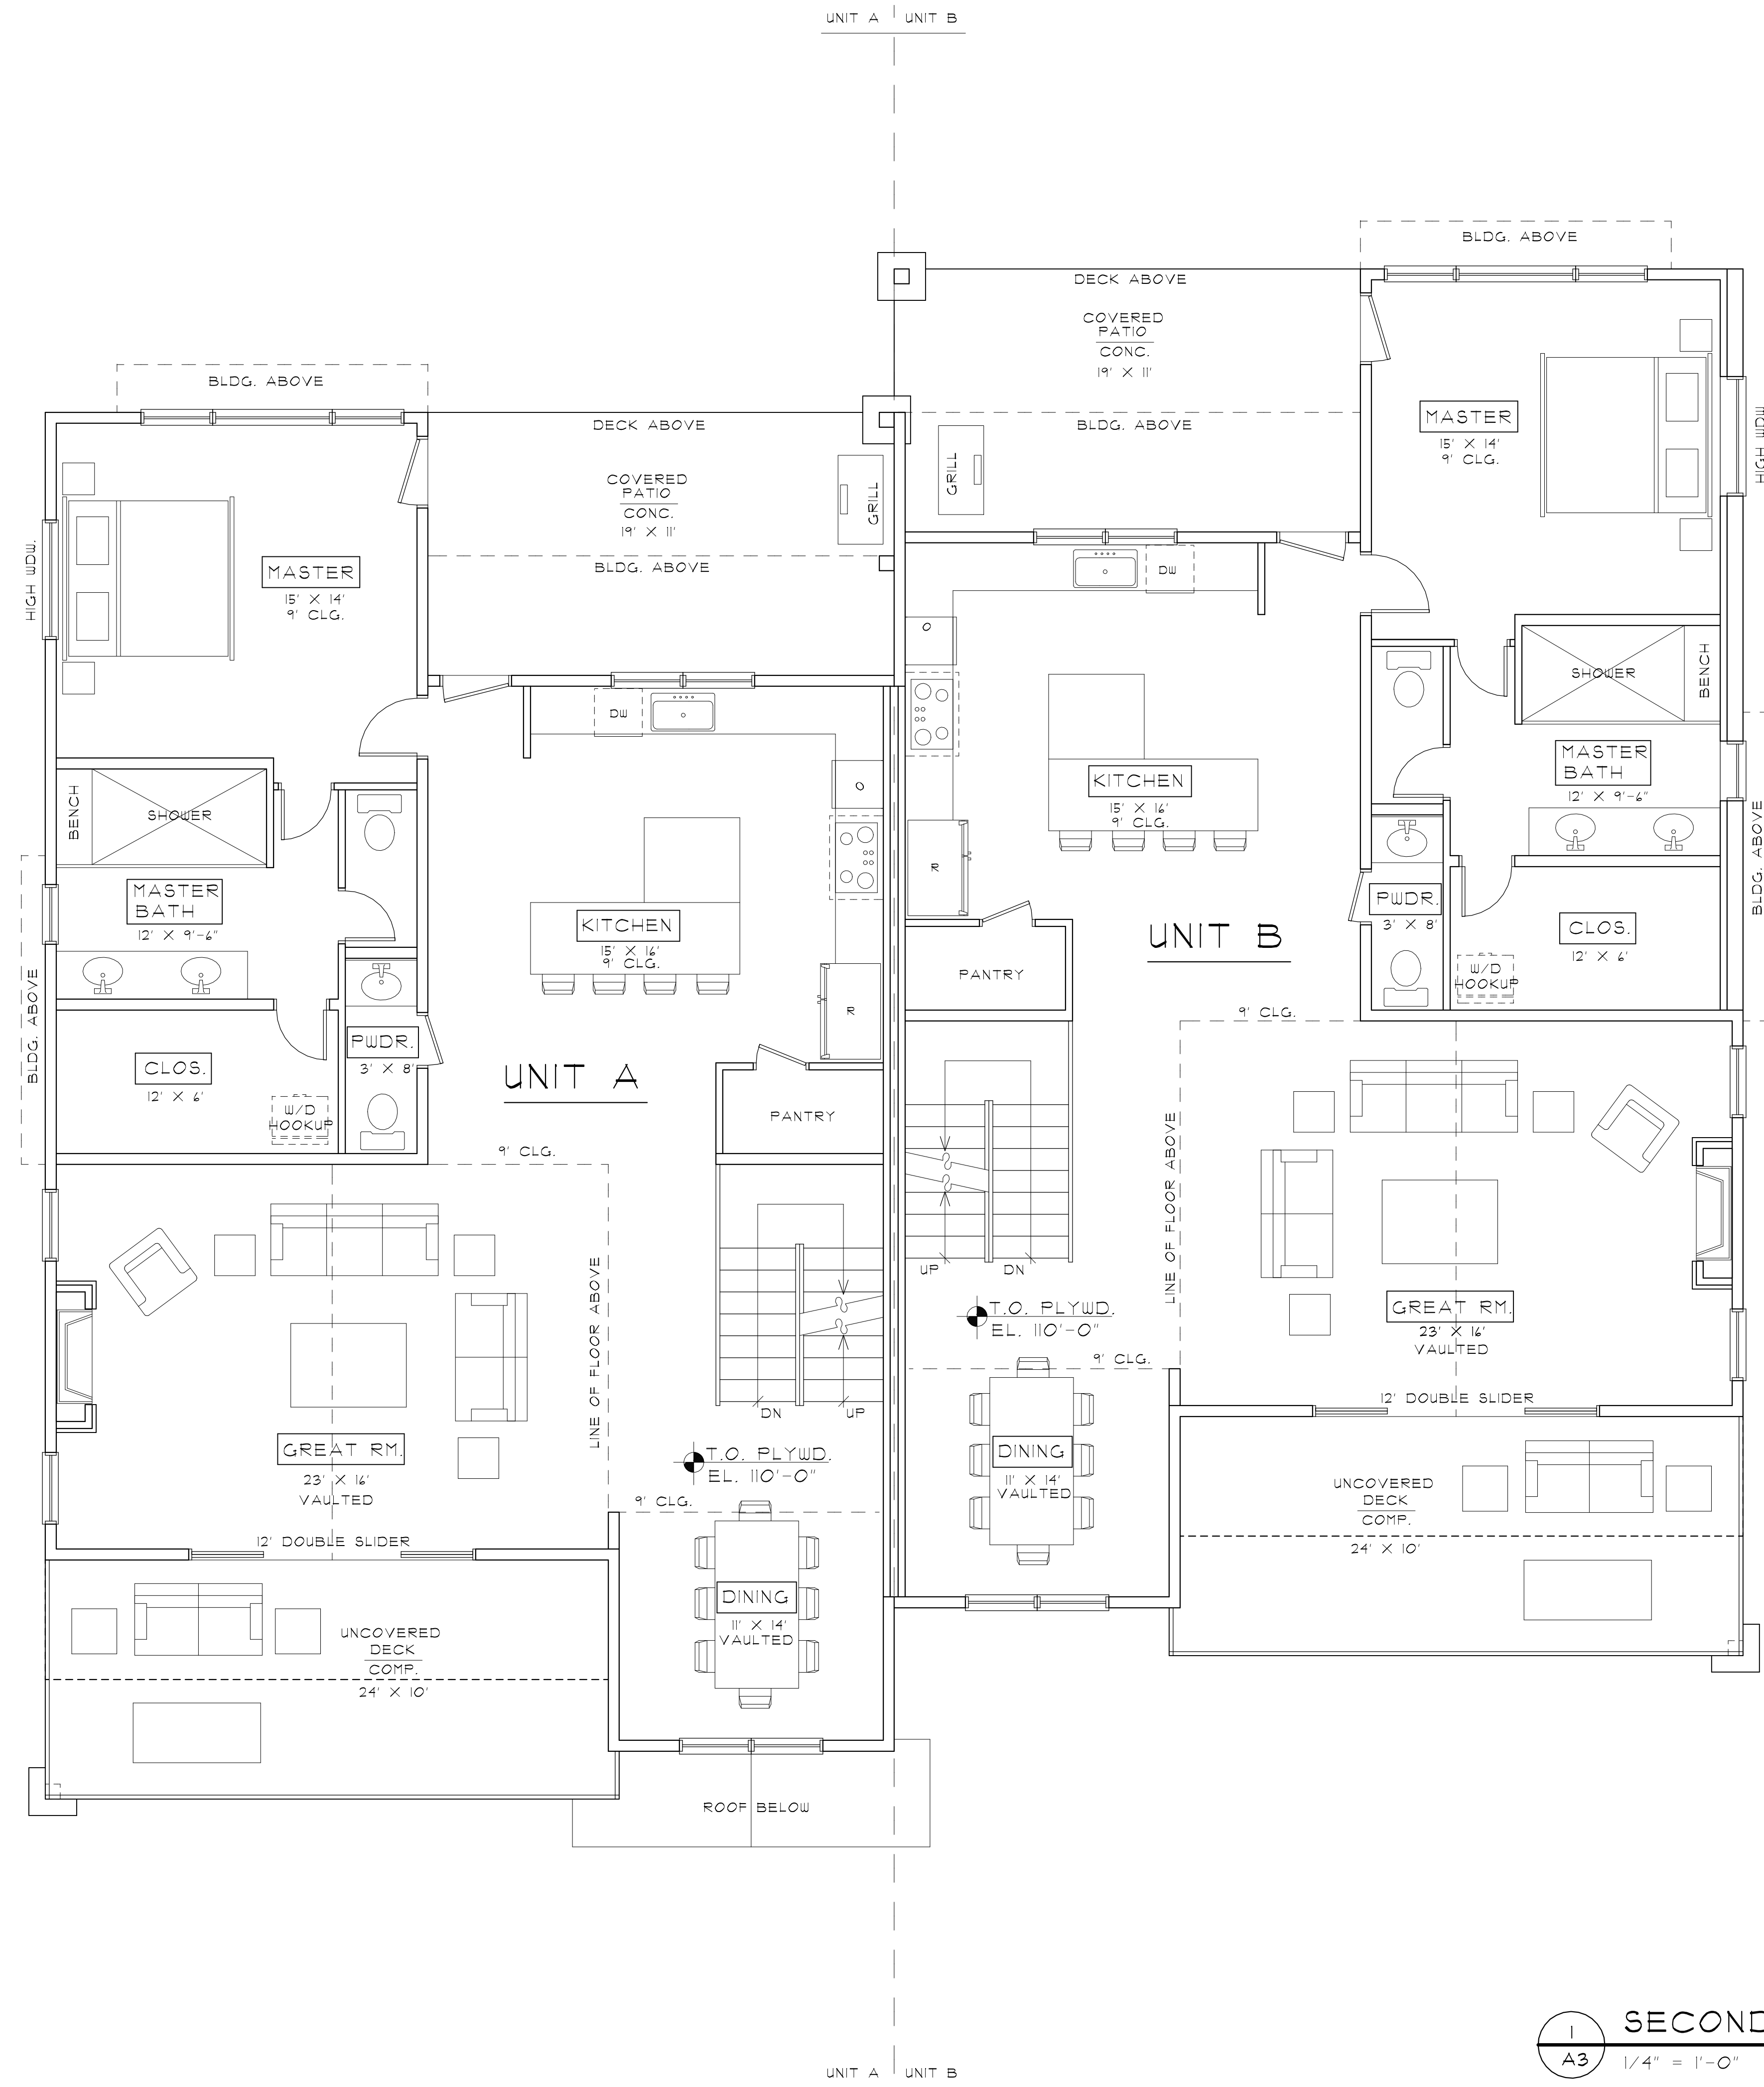 UNIT A
UNIT B
BLDG. ABOVE
DECK ABOVE
COVERED
PATIO
CONC.
19' X 11'
BLDG. ABOVE
GRILL
MASTER
15' X 14'
9' CLG.
HIGH WDW.
BLDG. ABOVE
DECK ABOVE
COVERED
PATIO
CONC.
19' X 11'
BLDG. ABOVE
GRILL
MASTER
15' X 14'
9' CLG.
HIGH WDW.
DW
SHOWER
BENCH
MASTER
BATH
12' X 9'-6"
KITCHEN
15' X 16'
9' CLG.
R
PWDR.
3' X 8'
CLOS.
12' X 6'
W/D
HOOKUP
BLDG. ABOVE
UNIT B
PANTRY
DW
SHOWER
BENCH
MASTER
BATH
12' X 9'-6"
KITCHEN
15' X 16'
9' CLG.
R
PWDR.
3' X 8'
CLOS.
12' X 6'
W/D
HOOKUP
BLDG. ABOVE
UNIT A
PANTRY
9' CLG.
LINE OF FLOOR ABOVE
UP
DN
T.O. PLYWD.
EL. 110'-0"
GREAT RM.
23' X 16'
VAULTED
9' CLG.
12' DOUBLE SLIDER
DINING
11' X 14'
VAULTED
UNCOVERED
DECK
COMP.
24' X 10'
9' CLG.
LINE OF FLOOR ABOVE
DN
UP
T.O. PLYWD.
EL. 110'-0"
GREAT RM.
23' X 16'
VAULTED
9' CLG.
12' DOUBLE SLIDER
DINING
11' X 14'
VAULTED
UNCOVERED
DECK
COMP.
24' X 10'
ROOF BELOW
UNIT A
UNIT B
1
A3
SECOND
1/4" = 1'-0"